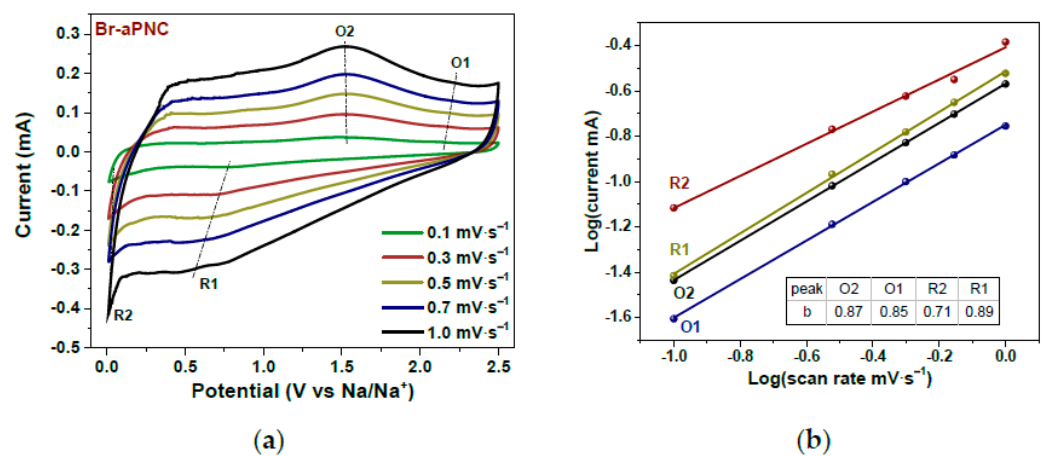 Br-aPNC
O2
O1
R1
R2
0.1 mV·s⁻¹
0.3 mV·s⁻¹
0.5 mV·s⁻¹
0.7 mV·s⁻¹
1.0 mV·s⁻¹
Current (mA)
0.3
0.2
0.1
0.0
-0.1
-0.2
-0.3
-0.4
-0.5
0.0 0.5 1.0 1.5 2.0 2.5
Potential (V vs Na/Na⁺)
(a)
Log(current mA)
-0.4
-0.6
-0.8
-1.0
-1.2
-1.4
-1.6
R2
R1
O2
O1
peak O2 O1 R2 R1
b 0.87 0.85 0.71 0.89
-1.0 -0.8 -0.6 -0.4 -0.2 0.0
Log(scan rate mV·s⁻¹)
(b)